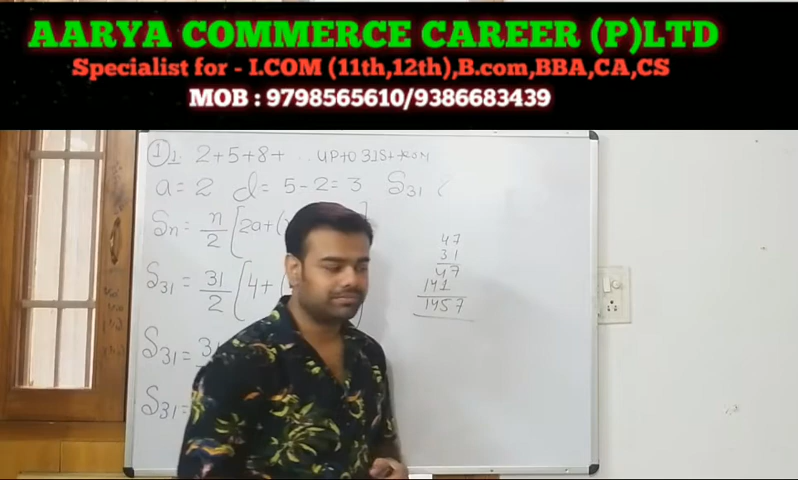 AARYA COMMERCE CAREER (P)LTD
Specialist for - I.COM (11th,12th),B.com,BBA,CA,CS
MOB : 9798565610/9386683439
① 1. 2+5+8+ ... UPTO 31St term
a = 2 d = 5-2 = 3 S31 ?
Sn = n/2 [2a+(
S31 = 31/2 [4+(
S31 = 31
S31 =
47
31
47
141
1457